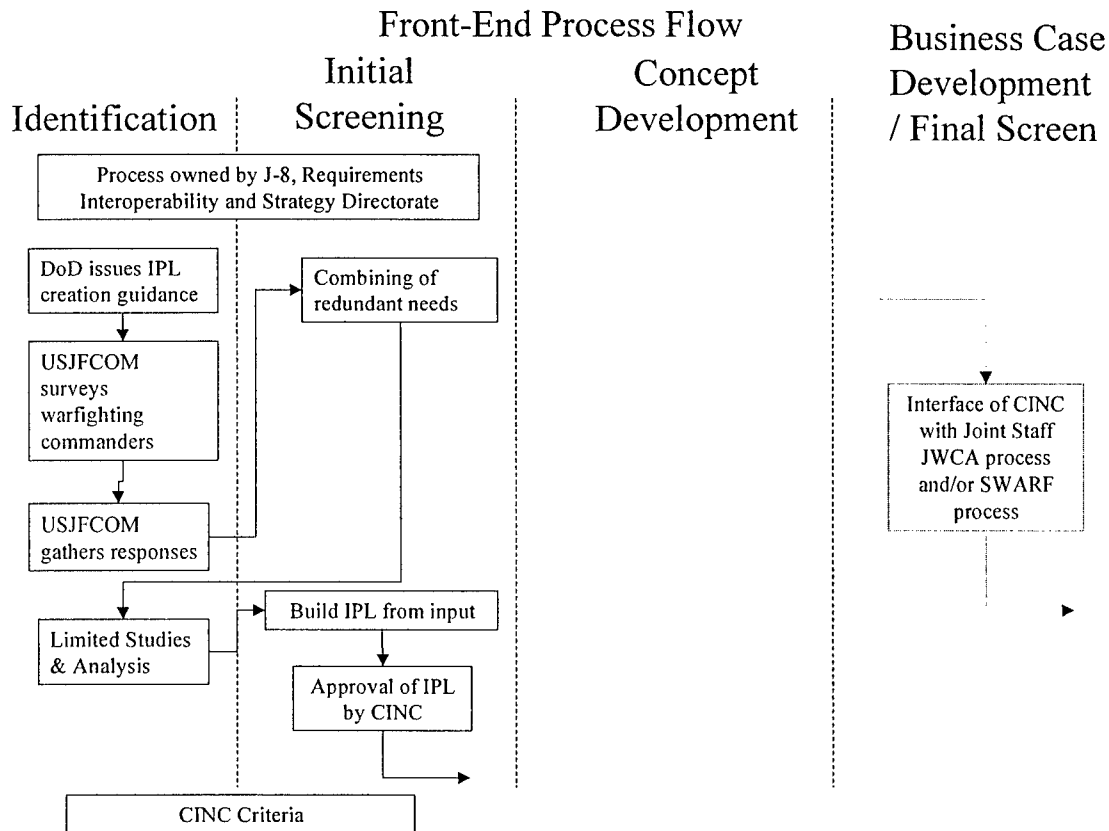 Front-End Process Flow
Identification
Initial
Screening
Concept
Development
Business Case
Development
/ Final Screen
Process owned by J-8, Requirements
Interoperability and Strategy Directorate
DoD issues IPL
creation guidance
USJFCOM
surveys
warfighting
commanders
USJFCOM
gathers responses
Combining of
redundant needs
Limited Studies
& Analysis
Build IPL from input
Approval of IPL
by CINC
Interface of CINC
with Joint Staff
JWCA process
and/or SWARF
process
CINC Criteria